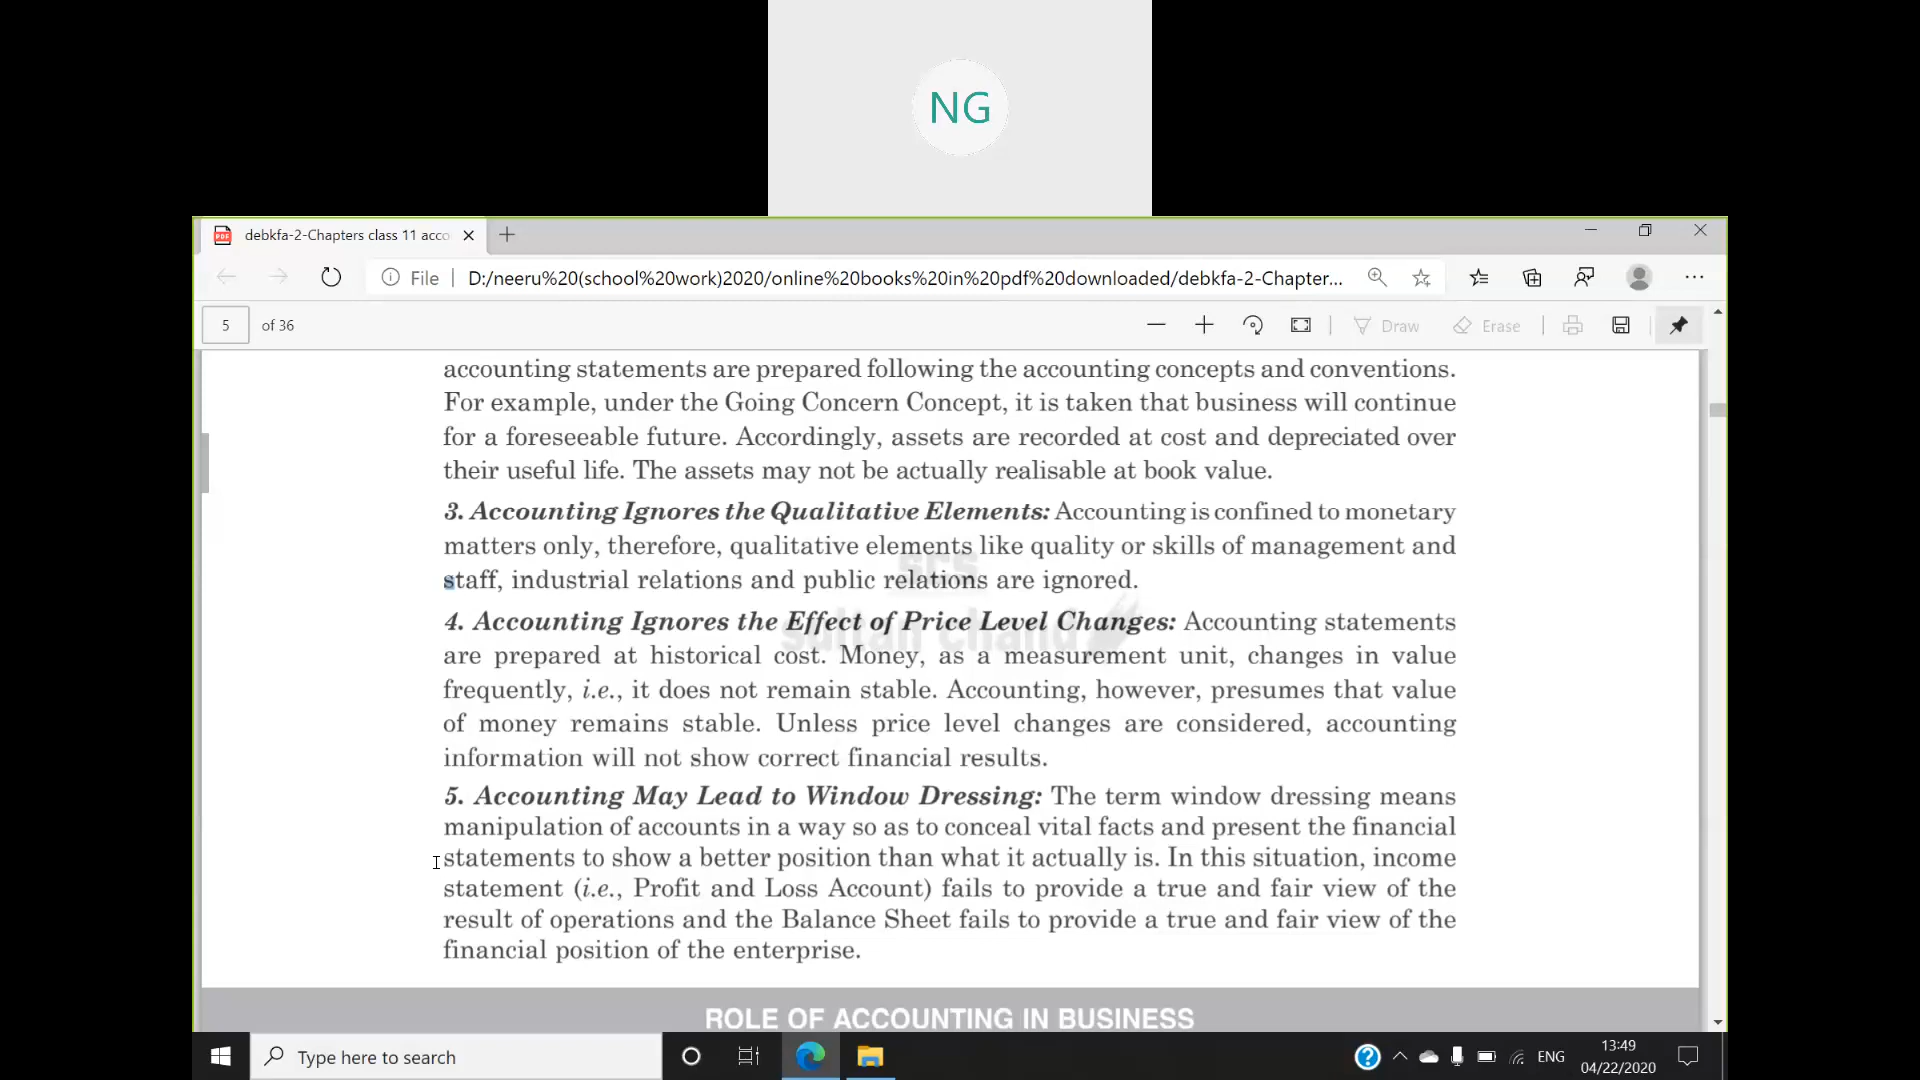 NG
debkfa-2-Chapters class 11 acco
File
D:/neeru%20(school%20work)2020/online%20books%20in%20pdf%20downloaded/debkfa-2-Chapter...
5 of 36
Draw
Erase
accounting statements are prepared following the accounting concepts and conventions.
For example, under the Going Concern Concept, it is taken that business will continue
for a foreseeable future. Accordingly, assets are recorded at cost and depreciated over
their useful life. The assets may not be actually realisable at book value.
3. Accounting Ignores the Qualitative Elements: Accounting is confined to monetary
matters only, therefore, qualitative elements like quality or skills of management and
staff, industrial relations and public relations are ignored.
scs
sultan chand
4. Accounting Ignores the Effect of Price Level Changes: Accounting statements
are prepared at historical cost. Money, as a measurement unit, changes in value
frequently, i.e., it does not remain stable. Accounting, however, presumes that value
of money remains stable. Unless price level changes are considered, accounting
information will not show correct financial results.
5. Accounting May Lead to Window Dressing: The term window dressing means
manipulation of accounts in a way so as to conceal vital facts and present the financial
statements to show a better position than what it actually is. In this situation, income
statement (i.e., Profit and Loss Account) fails to provide a true and fair view of the
result of operations and the Balance Sheet fails to provide a true and fair view of the
financial position of the enterprise.
ROLE OF ACCOUNTING IN BUSINESS
Type here to search
ENG
13:49
04/22/2020